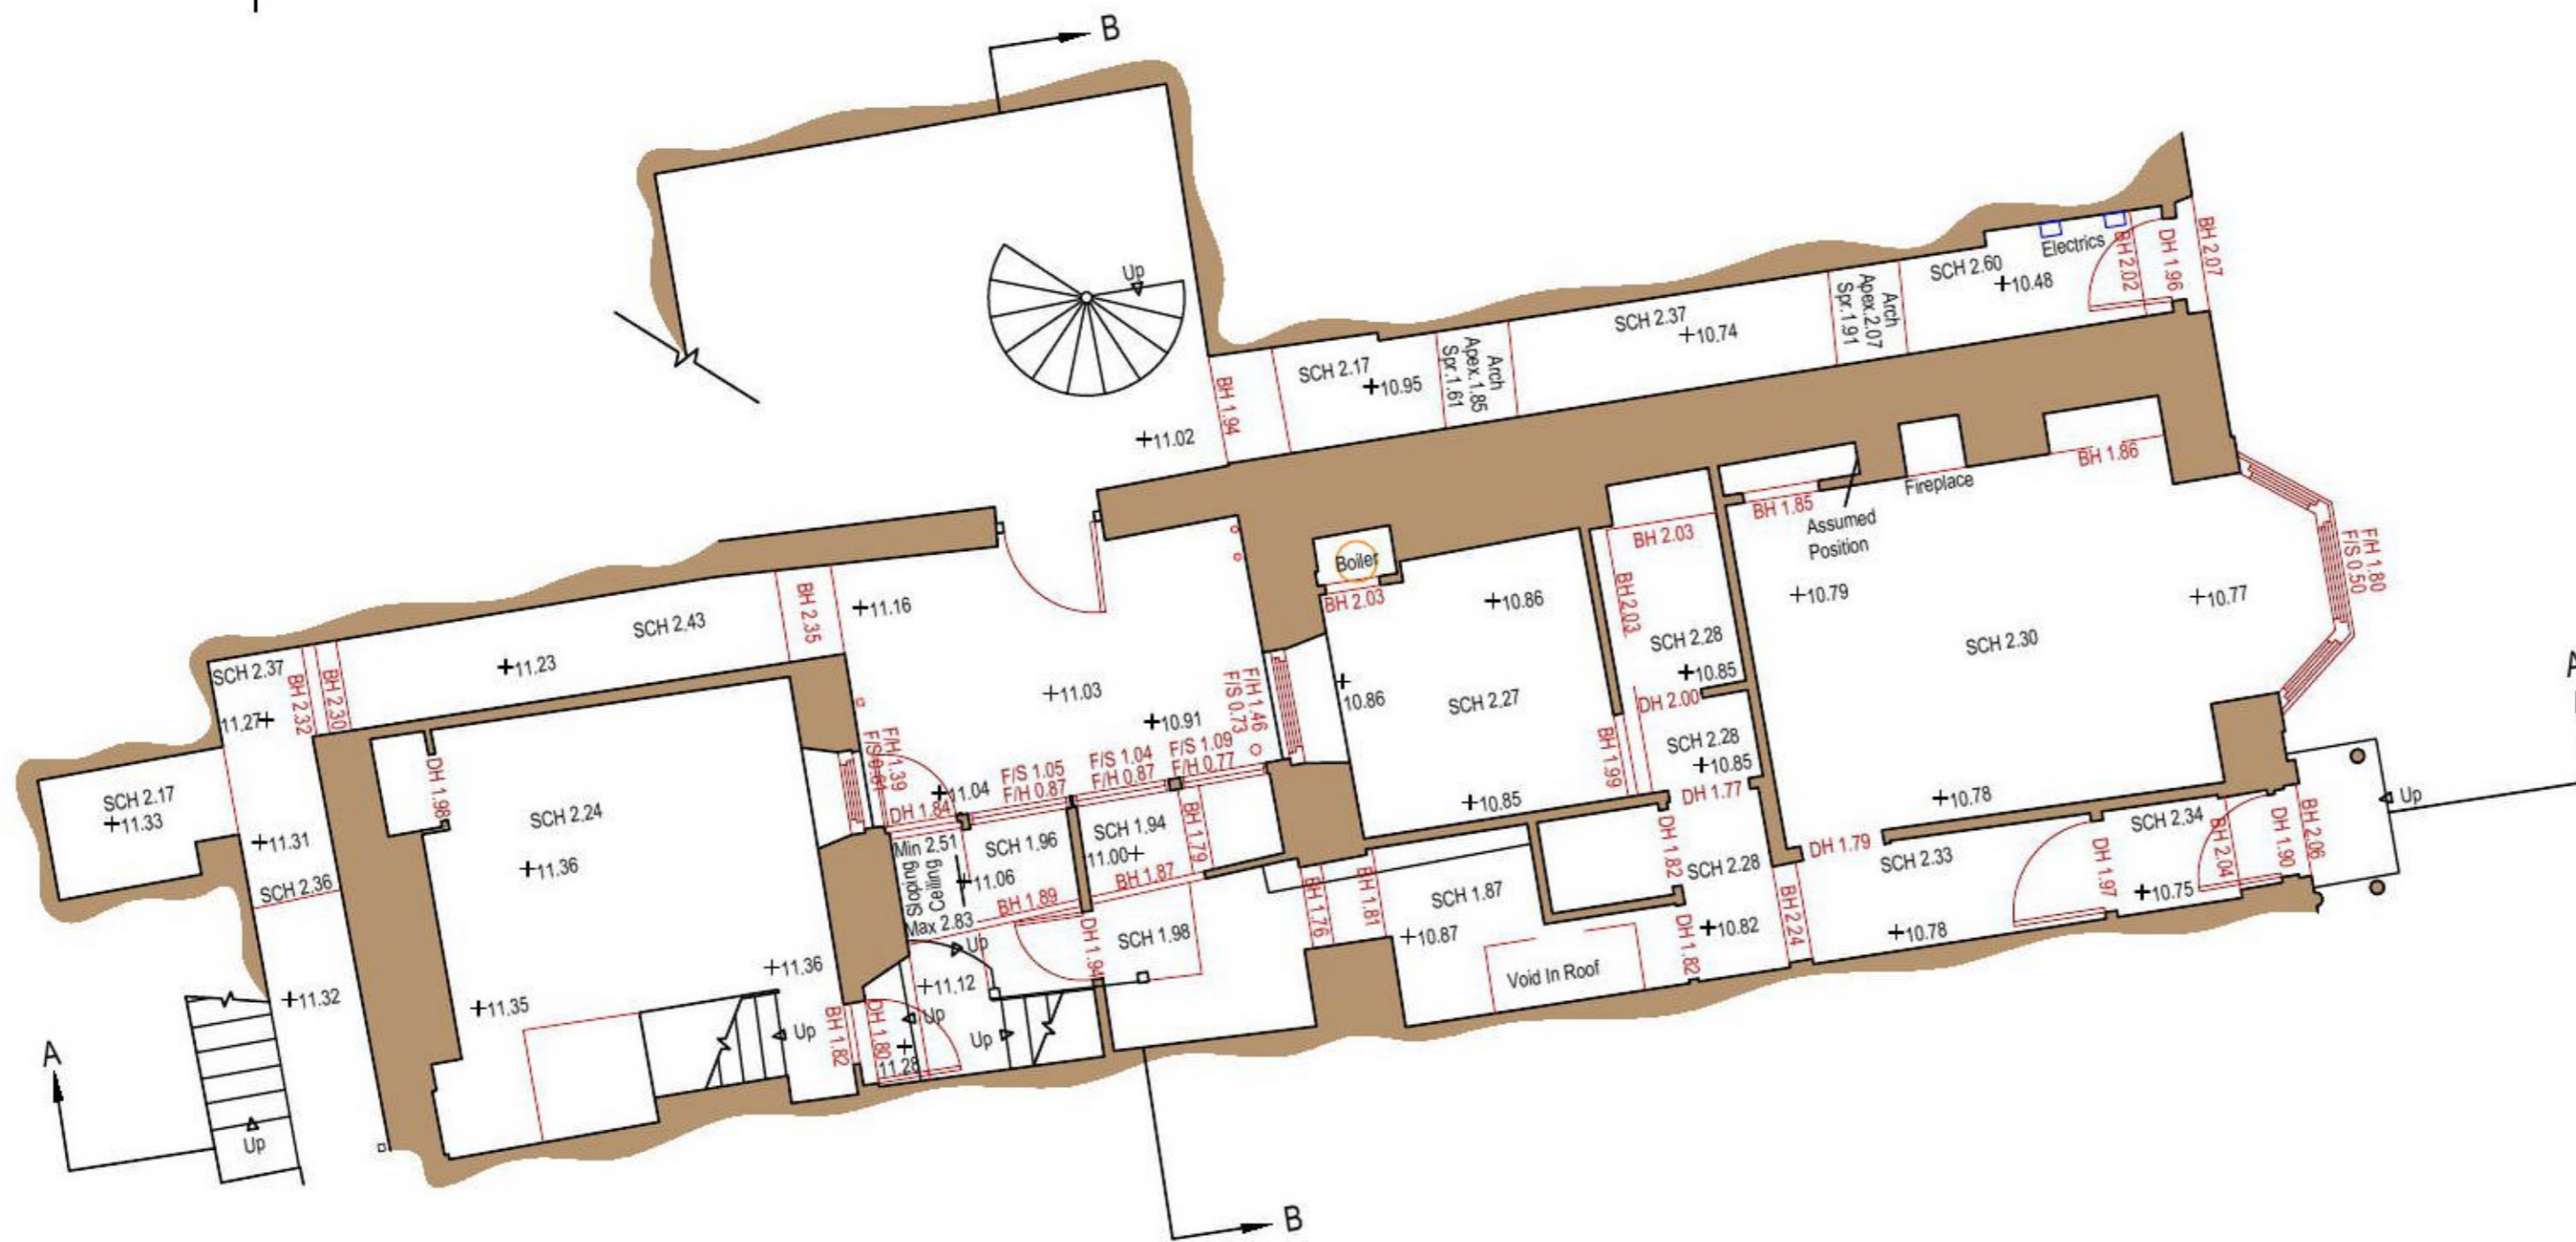 B
BH 2.07
DH 1.96
BH 2.02
Electrics
SCH 2.60
+10.48
Arch
Apex.2.07
Spr.1.91
SCH 2.37
+10.74
Arch
Apex.1.85
Spr.1.61
SCH 2.17
+10.95
BH 1.94
Up
+11.02
BH 1.86
Fireplace
BH 1.85
Assumed
Position
+10.79
+10.77
SCH 2.30
+10.78
F/H 1.80
F/S 0.50
BH 2.03
BH 2.03
SCH 2.28
+10.85
DH 2.00
SCH 2.28
+10.85
BH 1.99
DH 1.77
Boiler
BH 2.03
+10.86
+
10.86
SCH 2.27
+10.85
F/H 1.46
F/S 0.73
+11.16
+11.03
+10.91
BH 2.35
SCH 2.43
+11.23
SCH 2.37
BH 2.32
BH 2.30
11.27+
SCH 2.17
+11.33
+11.31
SCH 2.36
+11.32
DH 1.98
SCH 2.24
+11.36
+11.36
+11.35
F/H 1.39
DH 1.84
+11.04
F/S 1.05
F/H 0.87
F/S 1.04
F/H 0.87
F/S 1.09
F/H 0.77
Min 2.51
Sloping
Ceiling
Max 2.83
SCH 1.96
+11.06
BH 1.89
SCH 1.94
11.00+
BH 1.79
BH 1.87
DH 1.94
SCH 1.98
Up
+11.12
Up
Up
Up
BH 1.82
DH 1.80
+
11.28
BH 1.76
BH 1.81
SCH 1.87
+10.87
Void In Roof
DH 1.82
SCH 2.28
DH 1.82
+10.82
BH 2.24
DH 1.79
SCH 2.33
+10.78
DH 1.97
SCH 2.34
+10.75
BH 2.04
DH 1.90
BH 2.06
Up
A
A
Up
B